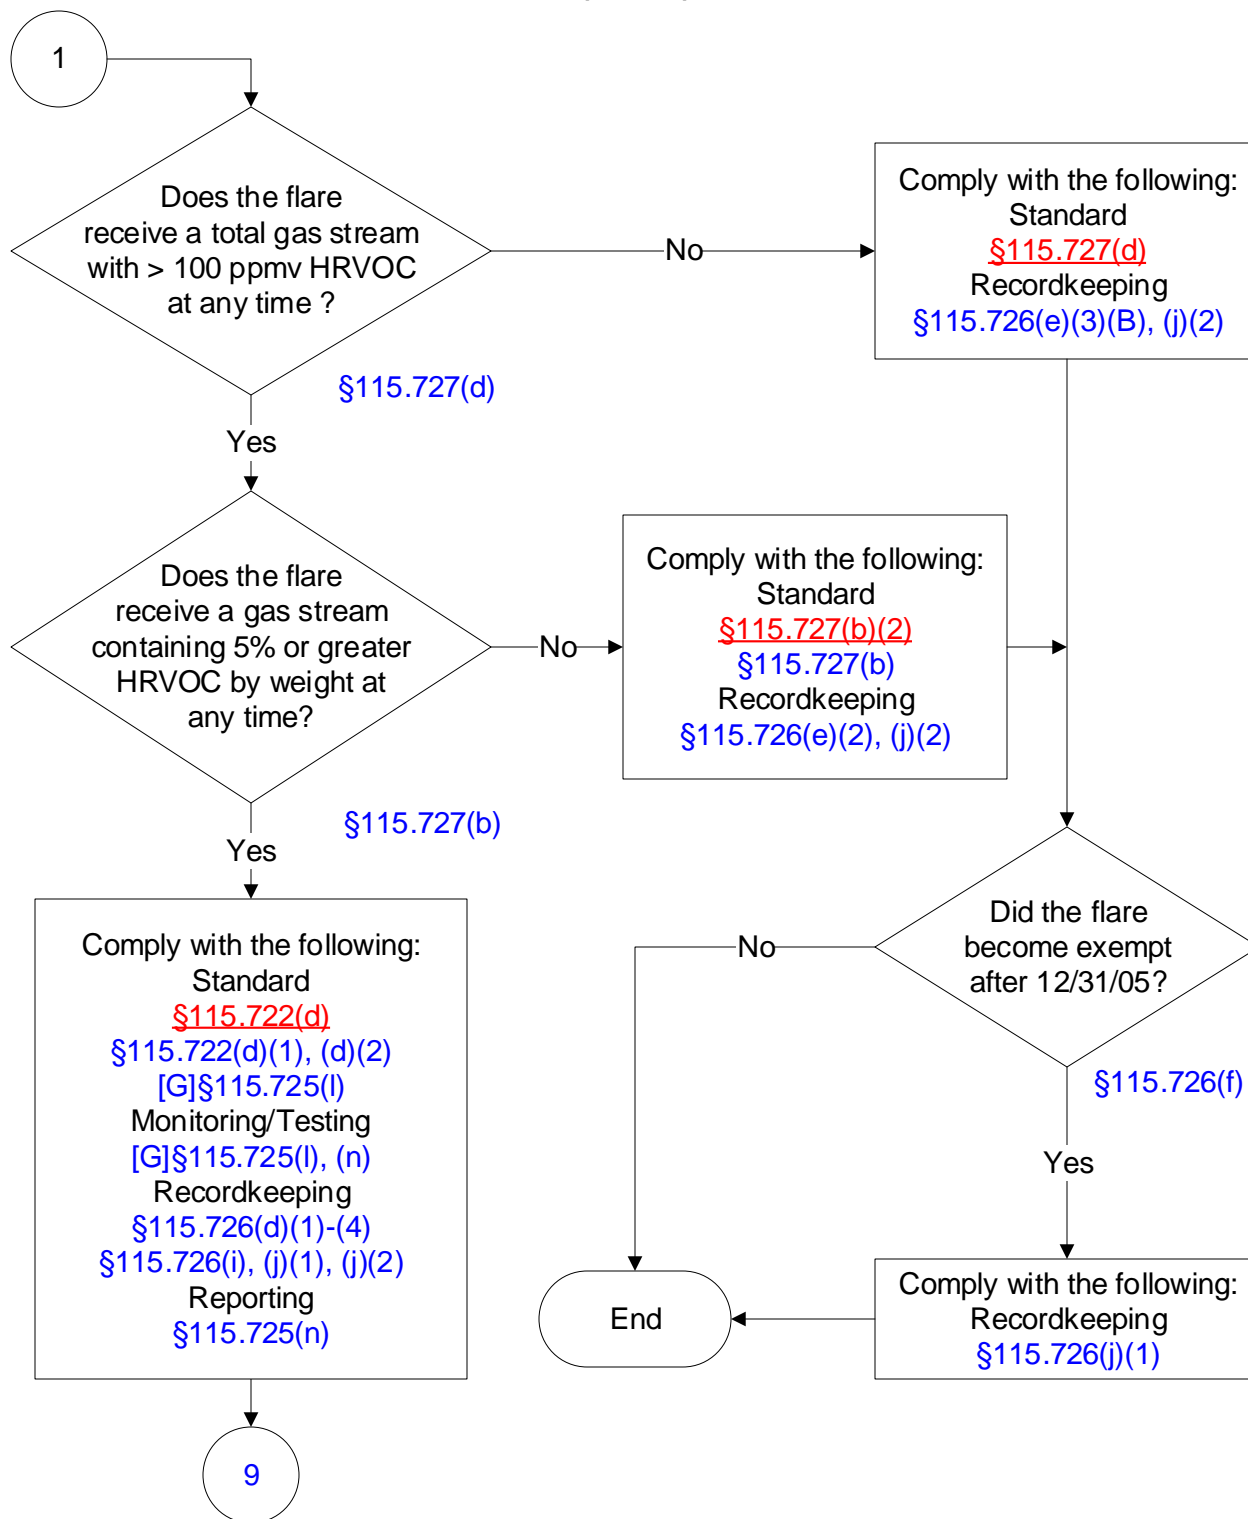 1
Does the flare
receive a total gas stream
with > 100 ppmv HRVOC
at any time ?
No
Comply with the following:
Standard
§115.727(d)
Recordkeeping
§115.726(e)(3)(B), (j)(2)
§115.727(d)
Yes
Does the flare
receive a gas stream
containing 5% or greater
HRVOC by weight at
any time?
No
Comply with the following:
Standard
§115.727(b)(2)
§115.727(b)
Recordkeeping
§115.726(e)(2), (j)(2)
§115.727(b)
Yes
Comply with the following:
Standard
§115.722(d)
§115.722(d)(1), (d)(2)
[G]§115.725(l)
Monitoring/Testing
[G]§115.725(l), (n)
Recordkeeping
§115.726(d)(1)-(4)
§115.726(i), (j)(1), (j)(2)
Reporting
§115.725(n)
9
Did the flare
become exempt
after 12/31/05?
No
§115.726(f)
Yes
Comply with the following:
Recordkeeping
§115.726(j)(1)
End